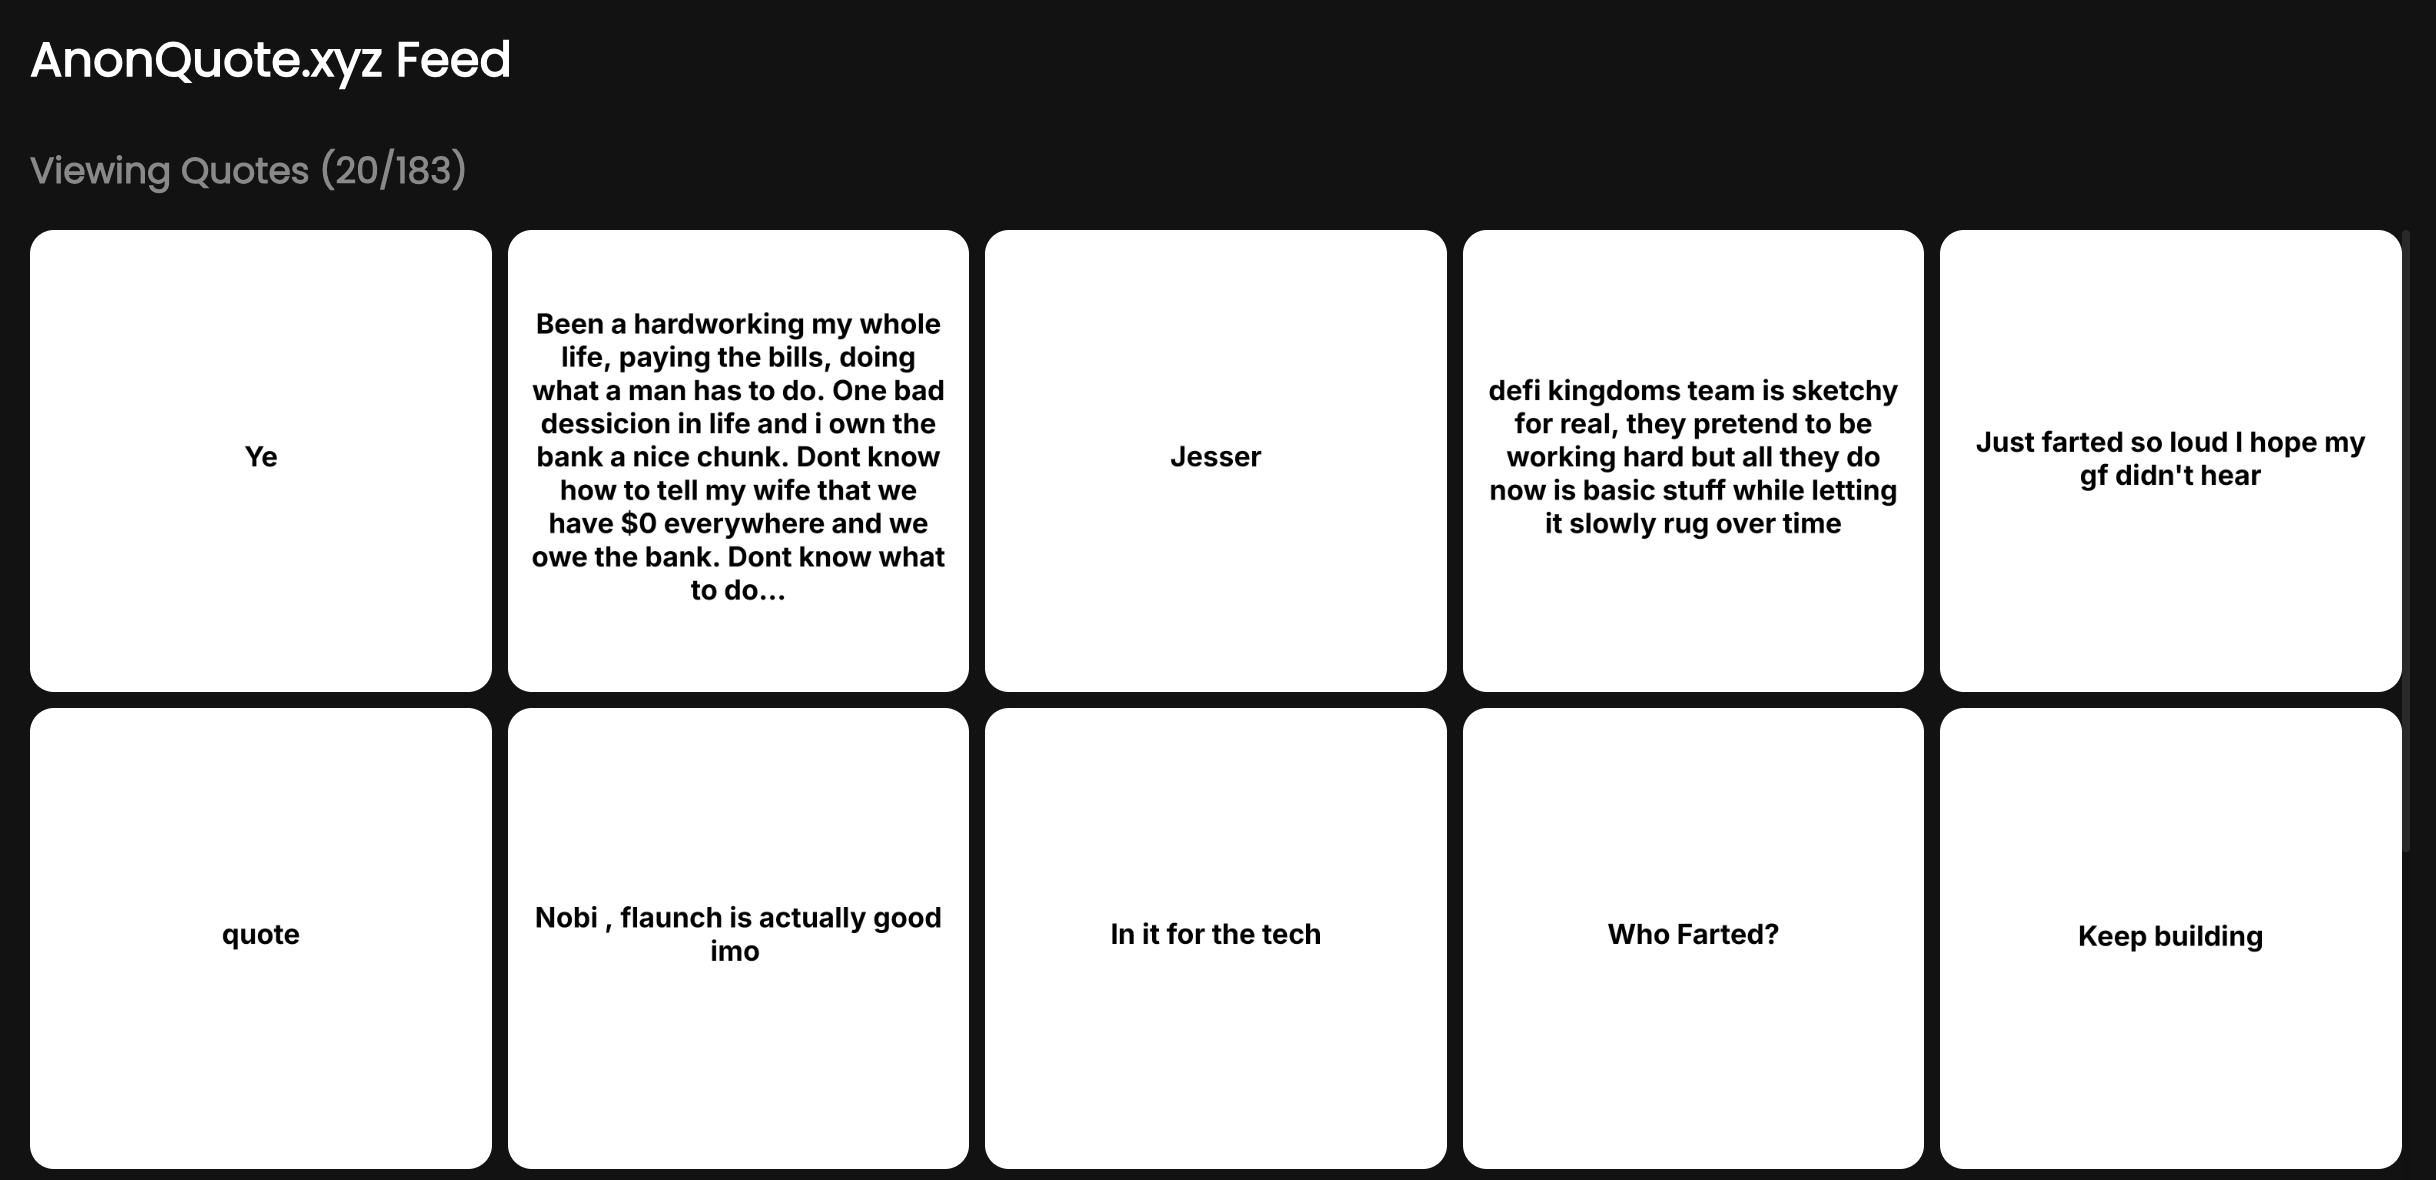 AnonQuote.xyz Feed
Viewing Quotes (20/183)
Ye
Been a hardworking my whole
life, paying the bills, doing
what a man has to do. One bad
dessicion in life and i own the
bank a nice chunk. Dont know
how to tell my wife that we
have $0 everywhere and we
owe the bank. Dont know what
to do...
Jesser
defi kingdoms team is sketchy
for real, they pretend to be
working hard but all they do
now is basic stuff while letting
it slowly rug over time
Just farted so loud I hope my
gf didn't hear
quote
Nobi , flaunch is actually good
imo
In it for the tech
Who Farted?
Keep building